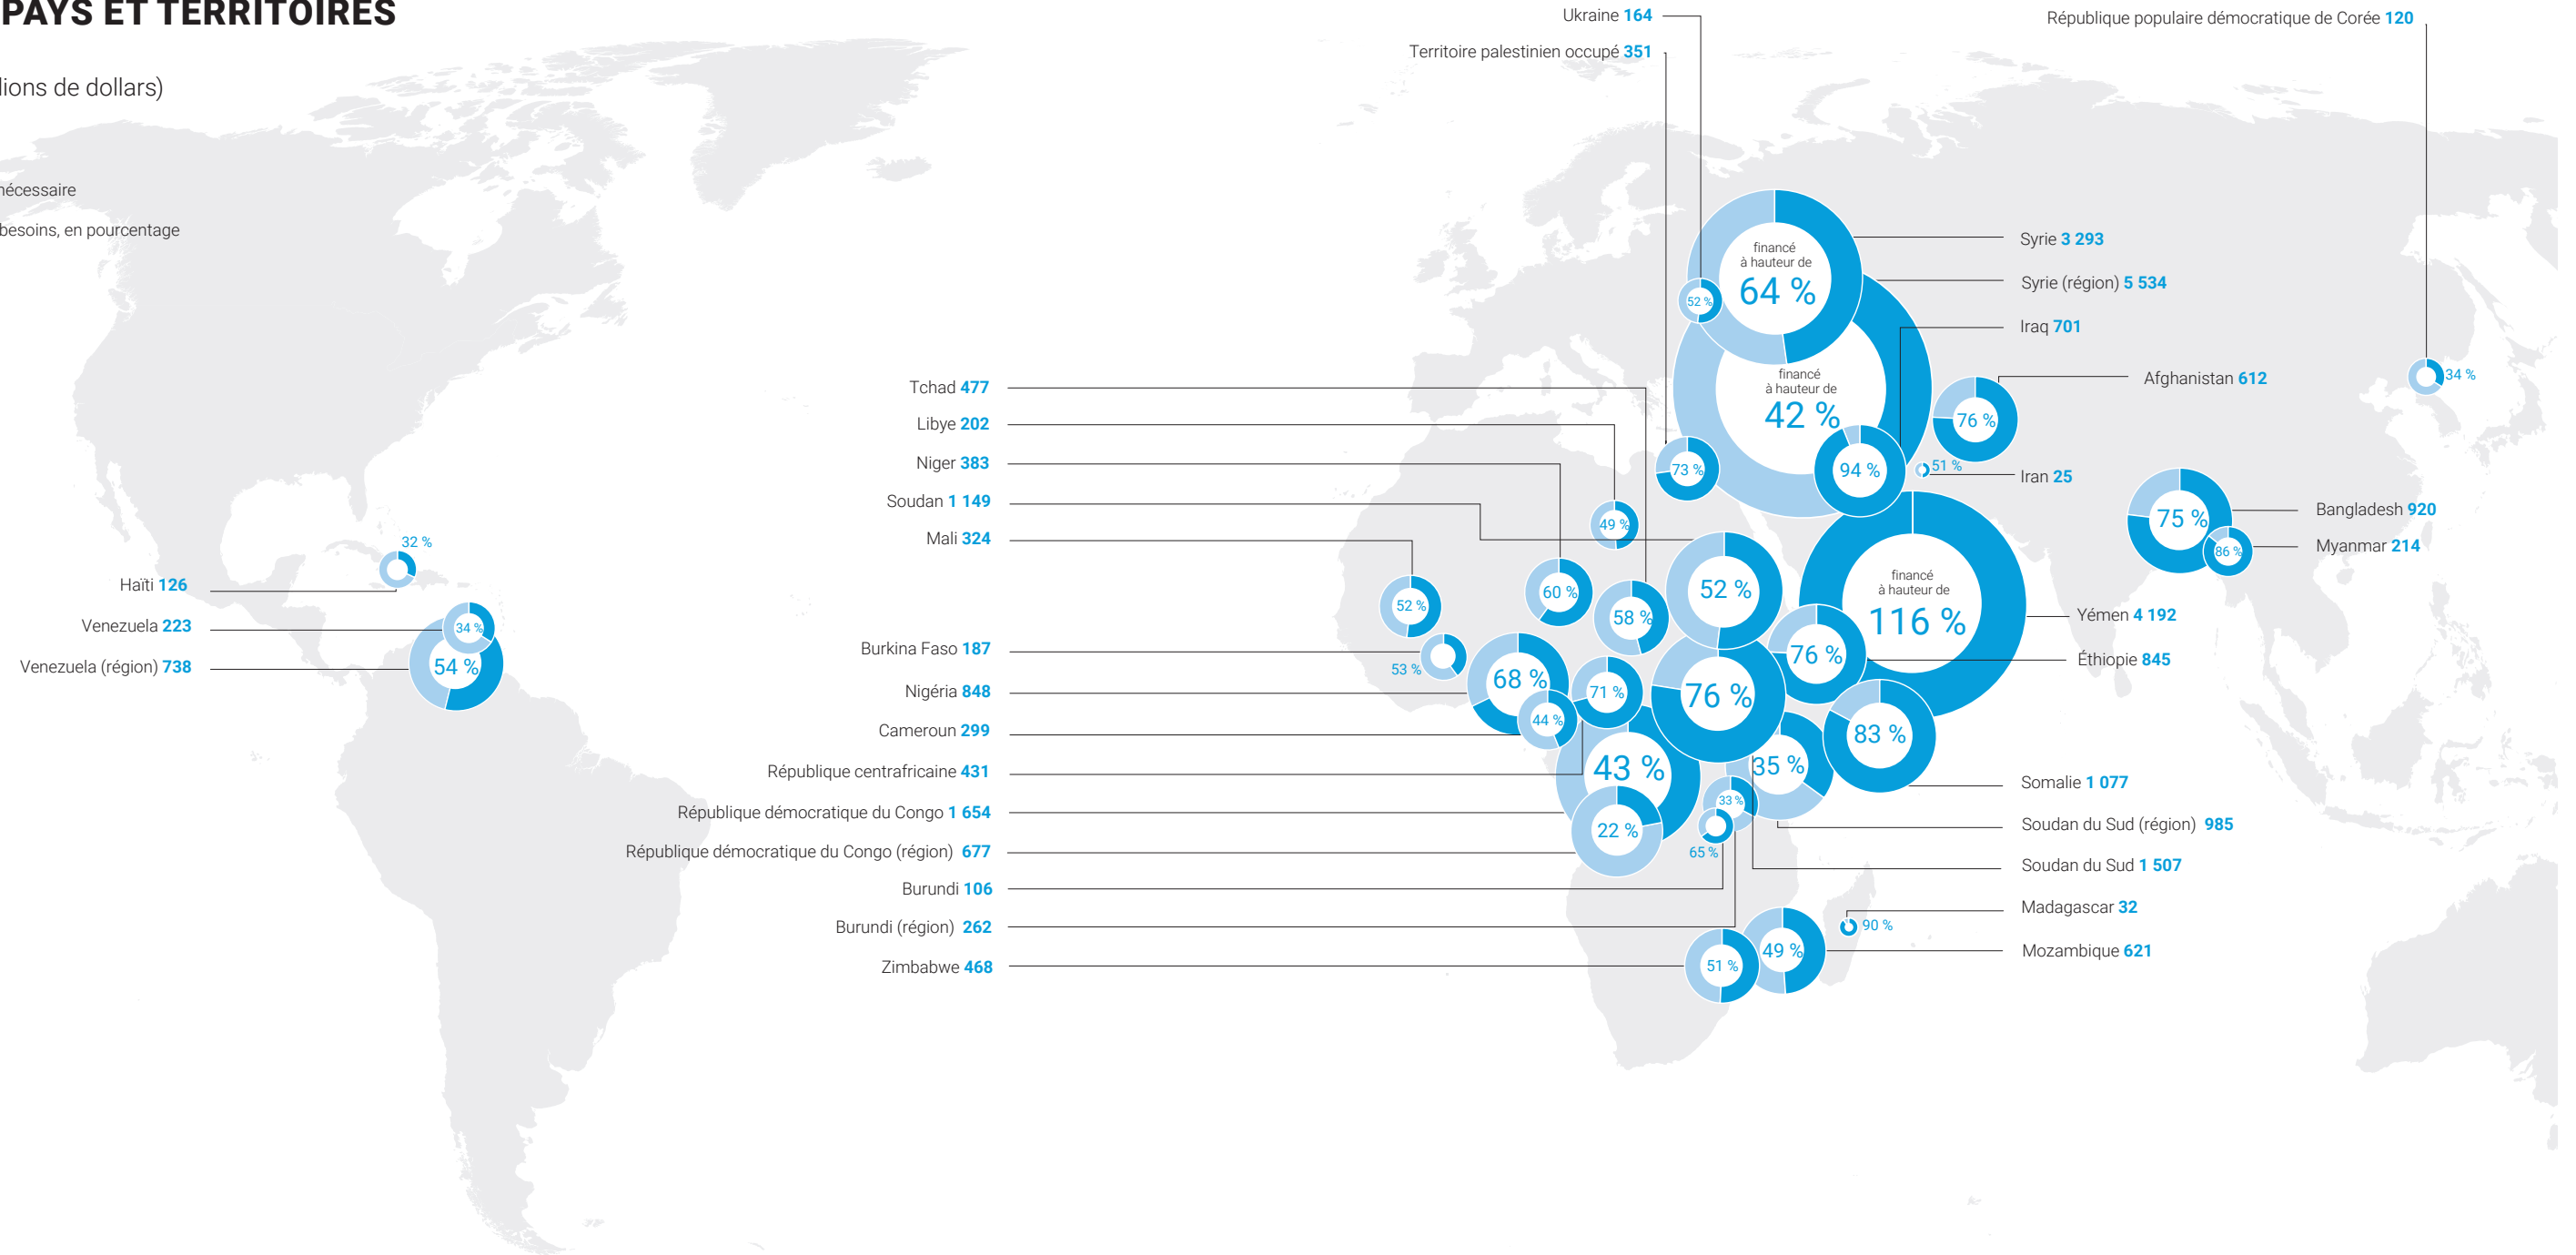 PAYS ET TERRITOIRES
lions de dollars)
nécessaire
besoins, en pourcentage
Ukraine 164
Territoire palestinien occupé 351
République populaire démocratique de Corée 120
Syrie 3 293
Syrie (région) 5 534
Iraq 701
Afghanistan 612
Iran 25
Bangladesh 920
Myanmar 214
Yémen 4 192
Éthiopie 845
Somalie 1 077
Soudan du Sud (région) 985
Soudan du Sud 1 507
Madagascar 32
Mozambique 621
Tchad 477
Libye 202
Niger 383
Soudan 1 149
Mali 324
Burkina Faso 187
Nigéria 848
Cameroun 299
République centrafricaine 431
République démocratique du Congo 1 654
République démocratique du Congo (région) 677
Burundi 106
Burundi (région) 262
Zimbabwe 468
Haïti 126
Venezuela 223
Venezuela (région) 738
32 %
34 %
54 %
financé
à hauteur de
64 %
52 %
financé
à hauteur de
42 %
73 %
94 %
51 %
76 %
34 %
75 %
86 %
49 %
60 %
58 %
52 %
52 %
53 %
financé
à hauteur de
116 %
76 %
68 %
71 %
44 %
76 %
83 %
43 %
35 %
33 %
22 %
65 %
90 %
49 %
51 %